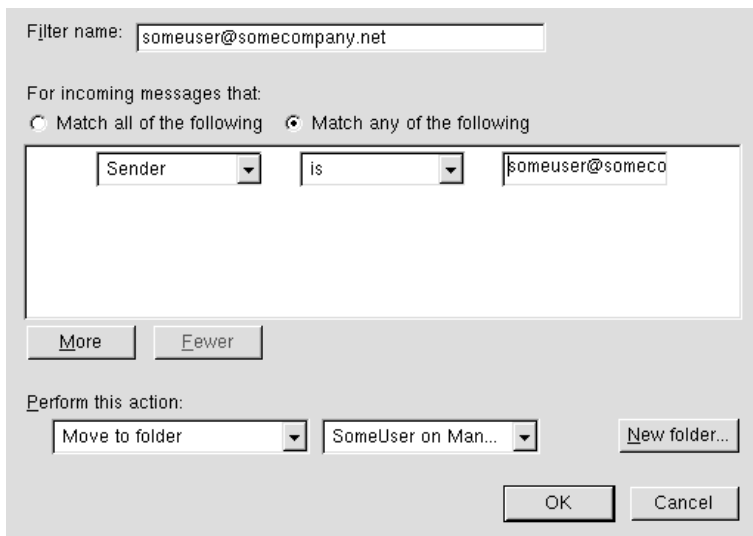 Filter name: someuser@somecompany.net
For incoming messages that:
Match all of the following Match any of the following
Sender is someuser@someco
More Fewer
Perform this action:
Move to folder SomeUser on Man... New folder...
OK Cancel